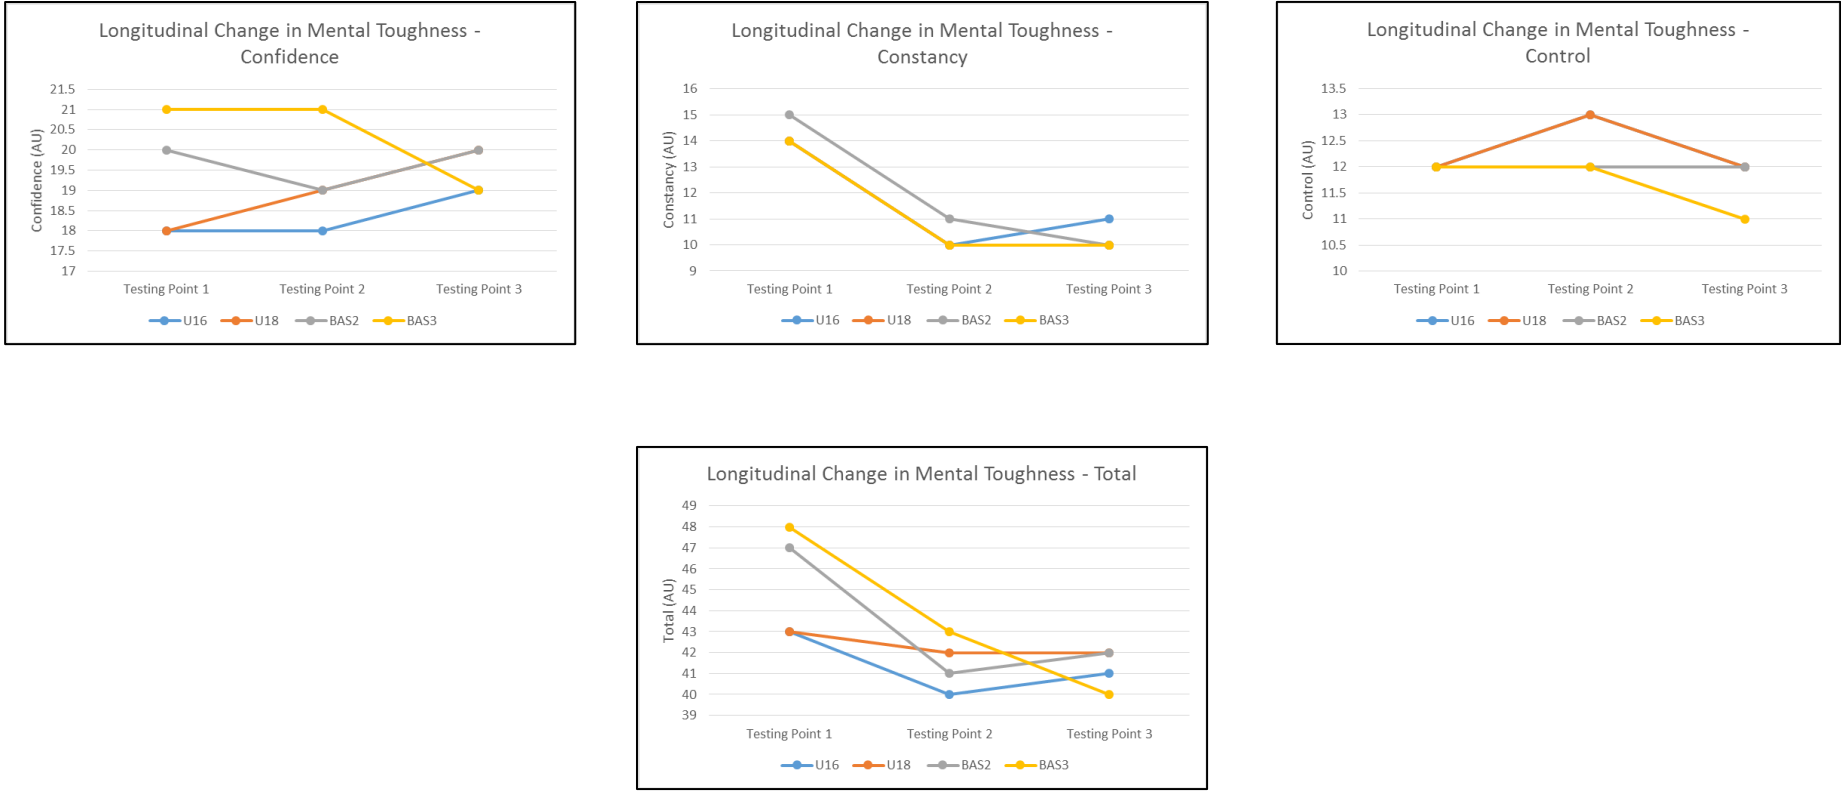 Longitudinal Change in Mental Toughness -
Confidence
Confidence (AU)
21.5
21
20.5
20
19.5
19
18.5
18
17.5
17
Testing Point 1 Testing Point 2 Testing Point 3
U16 U18 BAS2 BAS3
Longitudinal Change in Mental Toughness -
Constancy
Constancy (AU)
16
15
14
13
12
11
10
9
Testing Point 1 Testing Point 2 Testing Point 3
U16 U18 BAS2 BAS3
Longitudinal Change in Mental Toughness -
Control
Control (AU)
13.5
13
12.5
12
11.5
11
10.5
10
Testing Point 1 Testing Point 2 Testing Point 3
U16 U18 BAS2 BAS3
Longitudinal Change in Mental Toughness - Total
Total (AU)
49
48
47
46
45
44
43
42
41
40
39
Testing Point 1 Testing Point 2 Testing Point 3
U16 U18 BAS2 BAS3